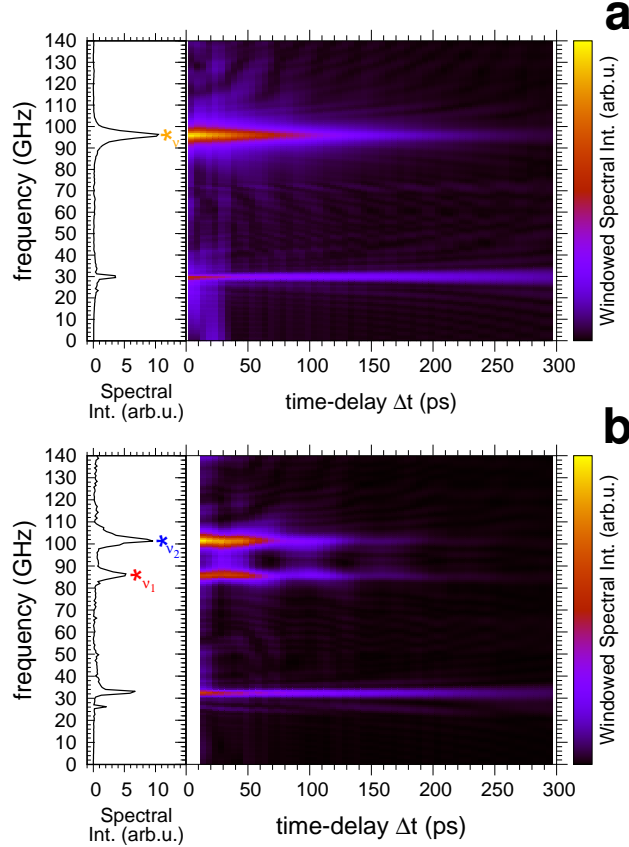 a
140
130
120
110
100
90
80
70
60
50
40
30
20
10
0
frequency (GHz)
ν
0 5 10
Spectral
Int. (arb.u.)
0 50 100 150 200 250 300
time-delay Δt (ps)
Windowed Spectral Int. (arb.u.)
b
140
130
120
110
100
90
80
70
60
50
40
30
20
10
0
frequency (GHz)
ν2
ν1
0 5 10
Spectral
Int. (arb.u.)
0 50 100 150 200 250 300
time-delay Δt (ps)
Windowed Spectral Int. (arb.u.)